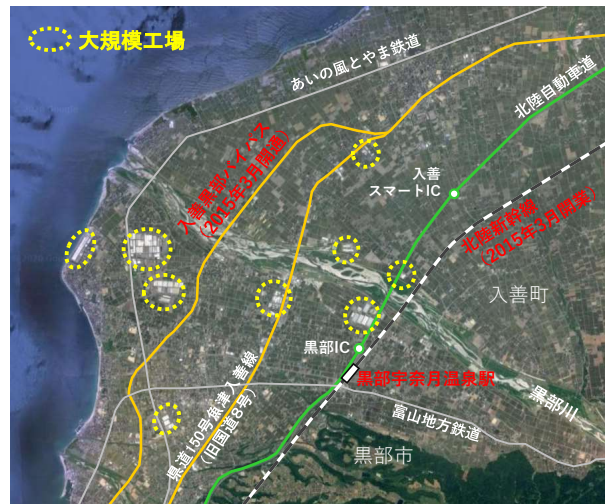 大規模工場
あいの風とやま鉄道
北陸自動車道
入善黒部バイパス
（2015年3月開通）
入善
スマートIC
北陸新幹線
（2015年3月開業）
入善町
黒部IC
黒部宇奈月温泉駅
県道150号魚津入善線
（旧国道8号）
黒部川
富山地方鉄道
黒部市